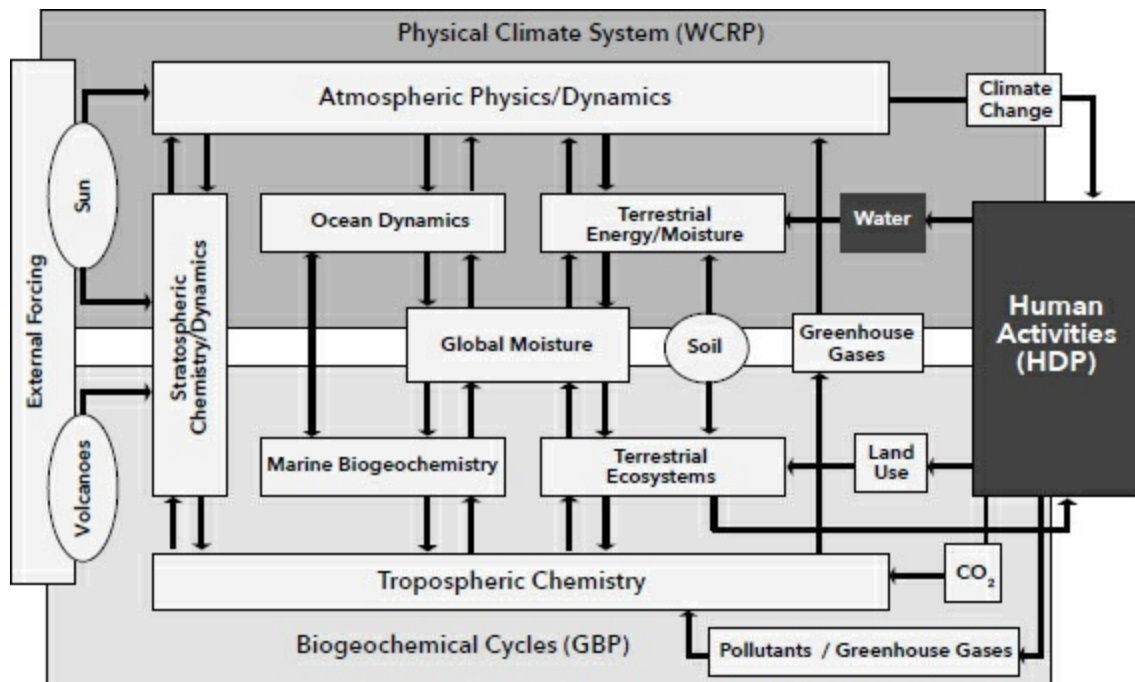 Physical Climate System (WCRP)
Atmospheric Physics/Dynamics
Climate
Change
External Forcing
Sun
Volcanoes
Stratospheric
Chemistry/Dynamics
Ocean Dynamics
Terrestrial
Energy/Moisture
Water
Human
Activities
(HDP)
Global Moisture
Soil
Greenhouse
Gases
Marine Biogeochemistry
Terrestrial
Ecosystems
Land
Use
Tropospheric Chemistry
CO₂
Biogeochemical Cycles (GBP)
Pollutants / Greenhouse Gases